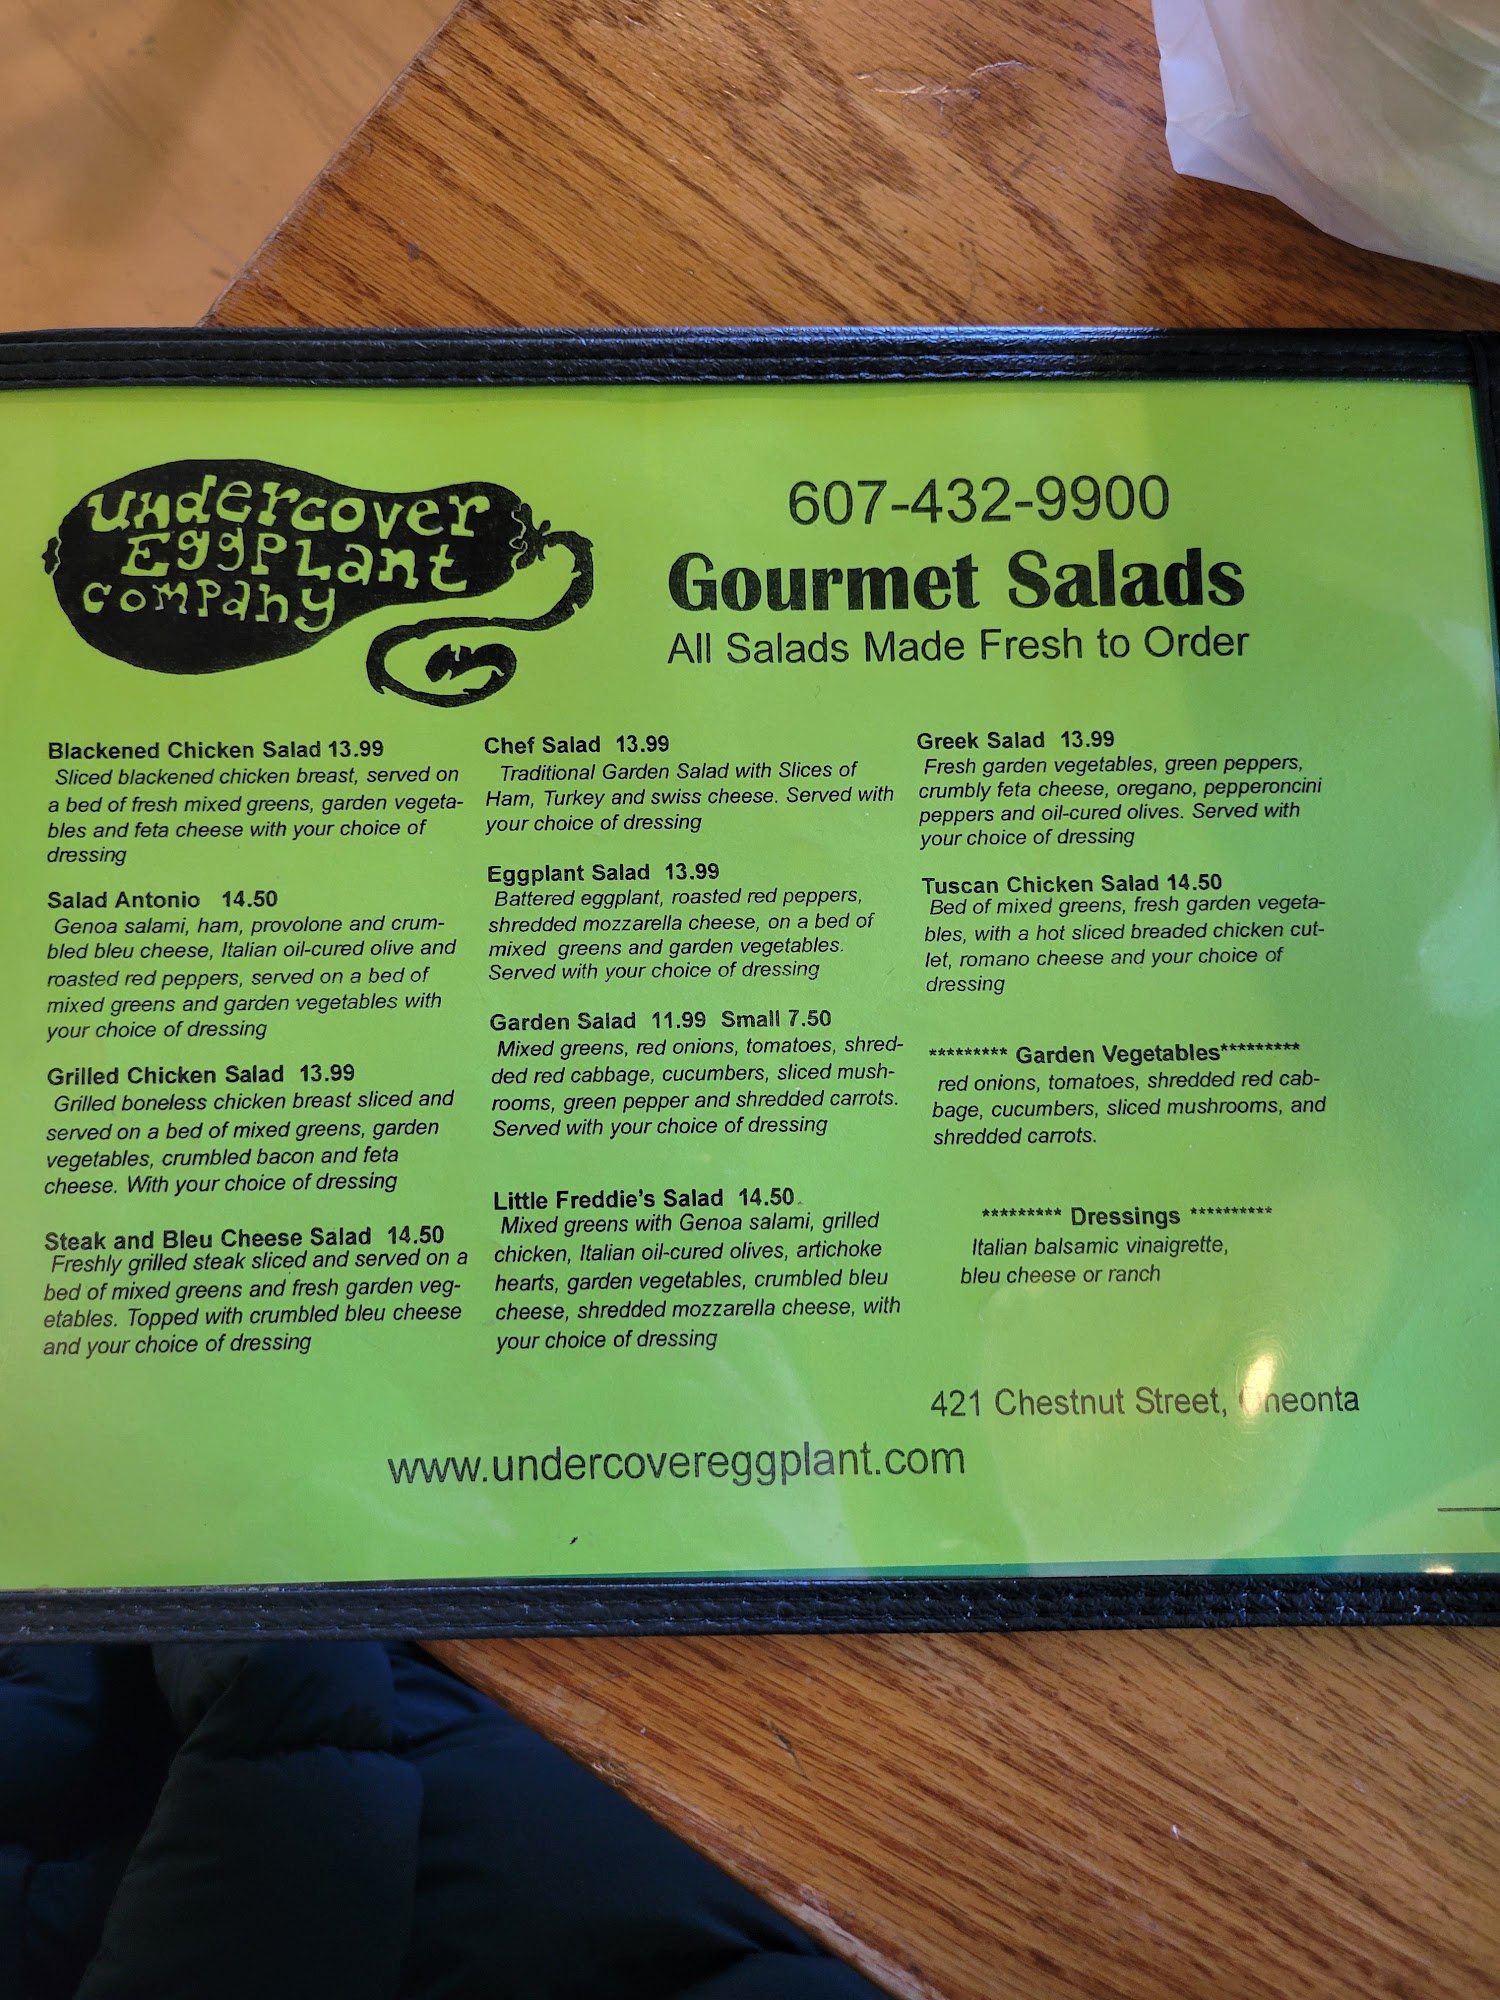 undercover
Eggplant
company
607-432-9900
Gourmet Salads
All Salads Made Fresh to Order
Blackened Chicken Salad 13.99
Sliced blackened chicken breast, served on
a bed of fresh mixed greens, garden vegeta-
bles and feta cheese with your choice of
dressing
Salad Antonio 14.50
Genoa salami, ham, provolone and crum-
bled bleu cheese, Italian oil-cured olive and
roasted red peppers, served on a bed of
mixed greens and garden vegetables with
your choice of dressing
Grilled Chicken Salad 13.99
Grilled boneless chicken breast sliced and
served on a bed of mixed greens, garden
vegetables, crumbled bacon and feta
cheese. With your choice of dressing
Steak and Bleu Cheese Salad 14.50
Freshly grilled steak sliced and served on a
bed of mixed greens and fresh garden veg-
etables. Topped with crumbled bleu cheese
and your choice of dressing
Chef Salad 13.99
Traditional Garden Salad with Slices of
Ham, Turkey and swiss cheese. Served with
your choice of dressing
Eggplant Salad 13.99
Battered eggplant, roasted red peppers,
shredded mozzarella cheese, on a bed of
mixed greens and garden vegetables.
Served with your choice of dressing
Garden Salad 11.99 Small 7.50
Mixed greens, red onions, tomatoes, shred-
ded red cabbage, cucumbers, sliced mush-
rooms, green pepper and shredded carrots.
Served with your choice of dressing
Little Freddie's Salad 14.50
Mixed greens with Genoa salami, grilled
chicken, Italian oil-cured olives, artichoke
hearts, garden vegetables, crumbled bleu
cheese, shredded mozzarella cheese, with
your choice of dressing
Greek Salad 13.99
Fresh garden vegetables, green peppers,
crumbly feta cheese, oregano, pepperoncini
peppers and oil-cured olives. Served with
your choice of dressing
Tuscan Chicken Salad 14.50
Bed of mixed greens, fresh garden vegeta-
bles, with a hot sliced breaded chicken cut-
let, romano cheese and your choice of
dressing
********* Garden Vegetables*********
red onions, tomatoes, shredded red cab-
bage, cucumbers, sliced mushrooms, and
shredded carrots.
********* Dressings **********
Italian balsamic vinaigrette,
bleu cheese or ranch
421 Chestnut Street, Oneonta
www.undercovereggplant.com